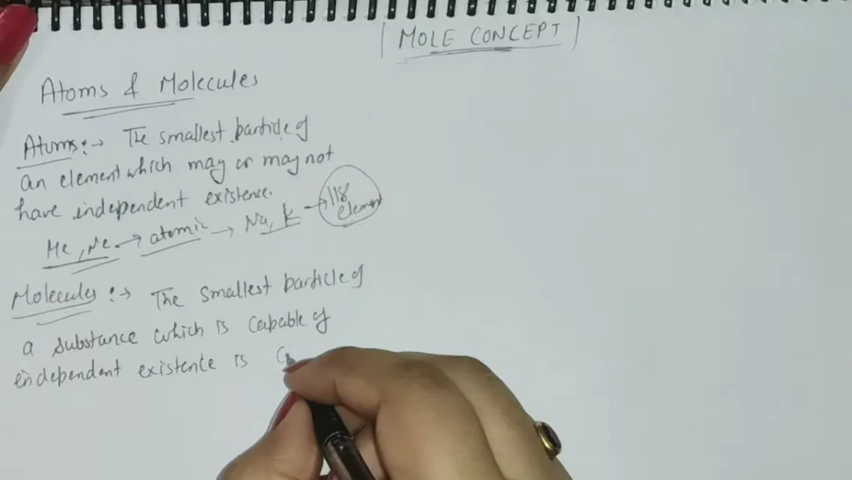 MOLE CONCEPT
Atoms & Molecules
Atoms :→ The smallest particle of
an element which may or may not
have independent existence.
He, Ne → atomic → Na, K → 118 element
Molecules :→ The smallest particle of
a substance which is capable of
independent existence is